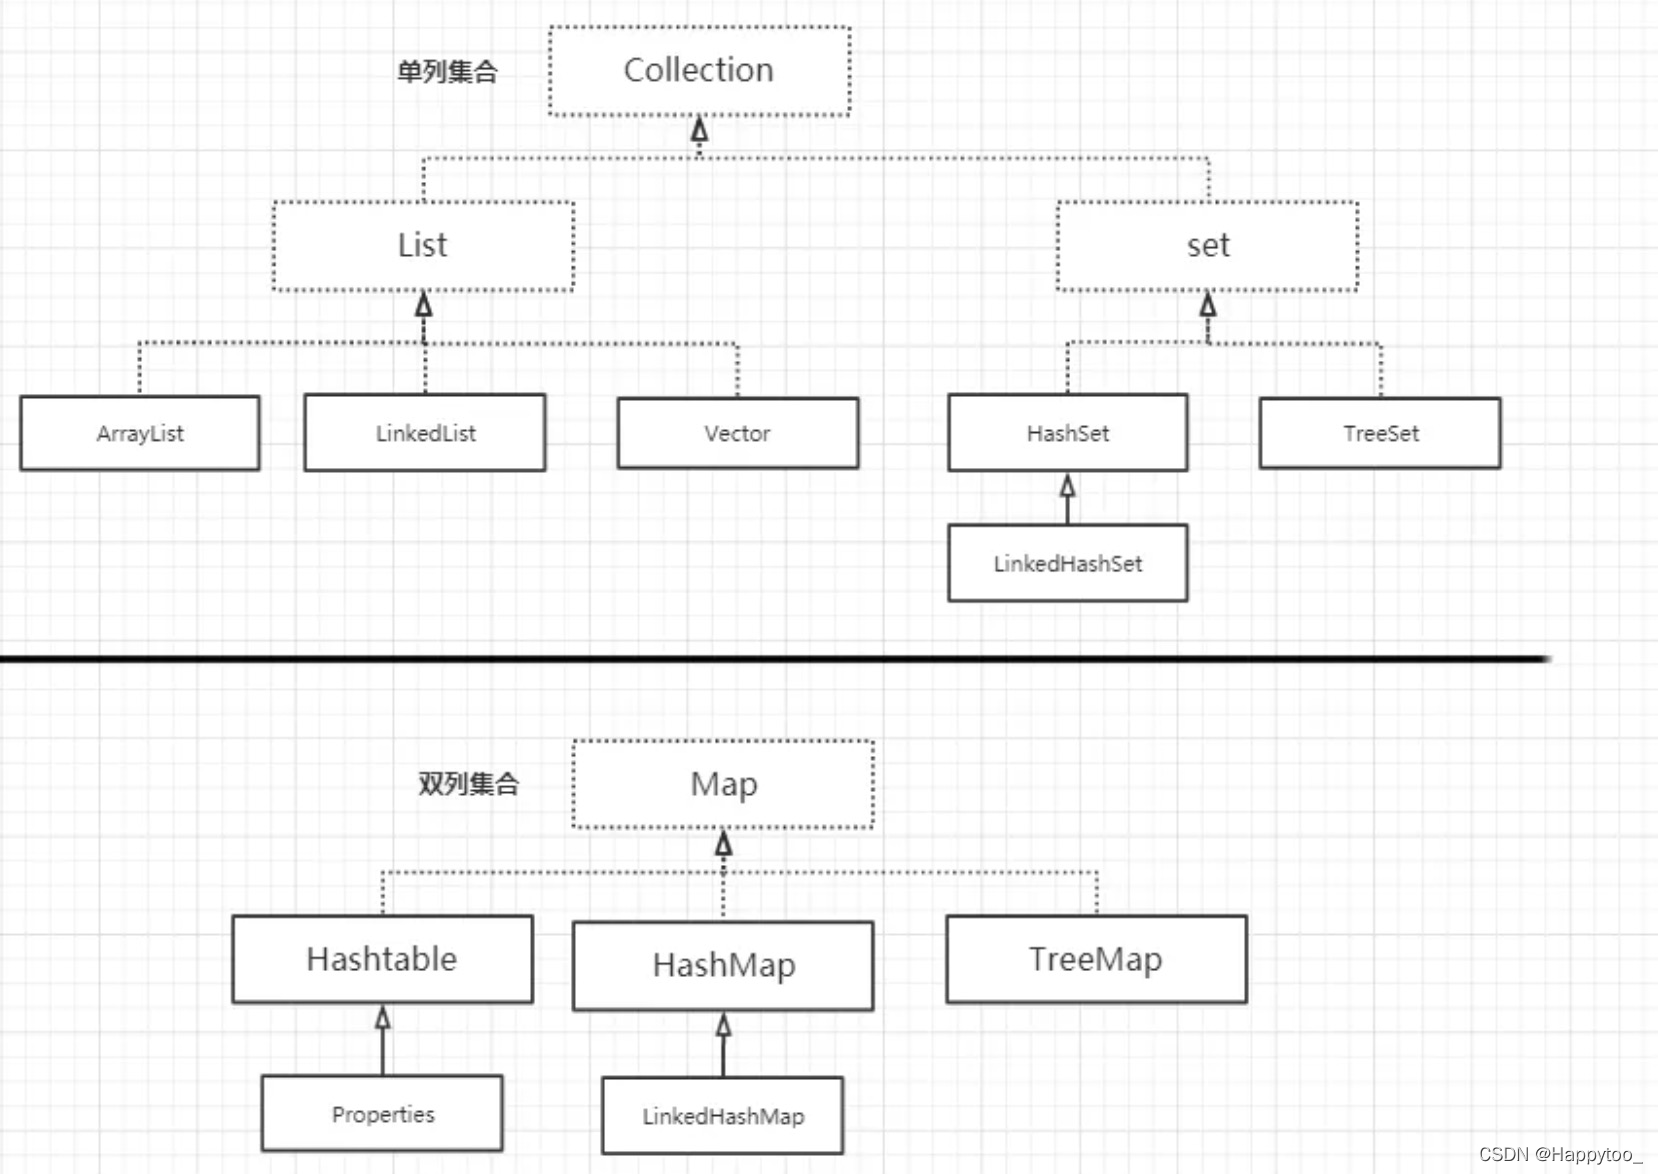 单列集合
Collection
List
set
ArrayList
LinkedList
Vector
HashSet
TreeSet
LinkedHashSet
双列集合
Map
Hashtable
HashMap
TreeMap
Properties
LinkedHashMap
CSDN @Happytoo_